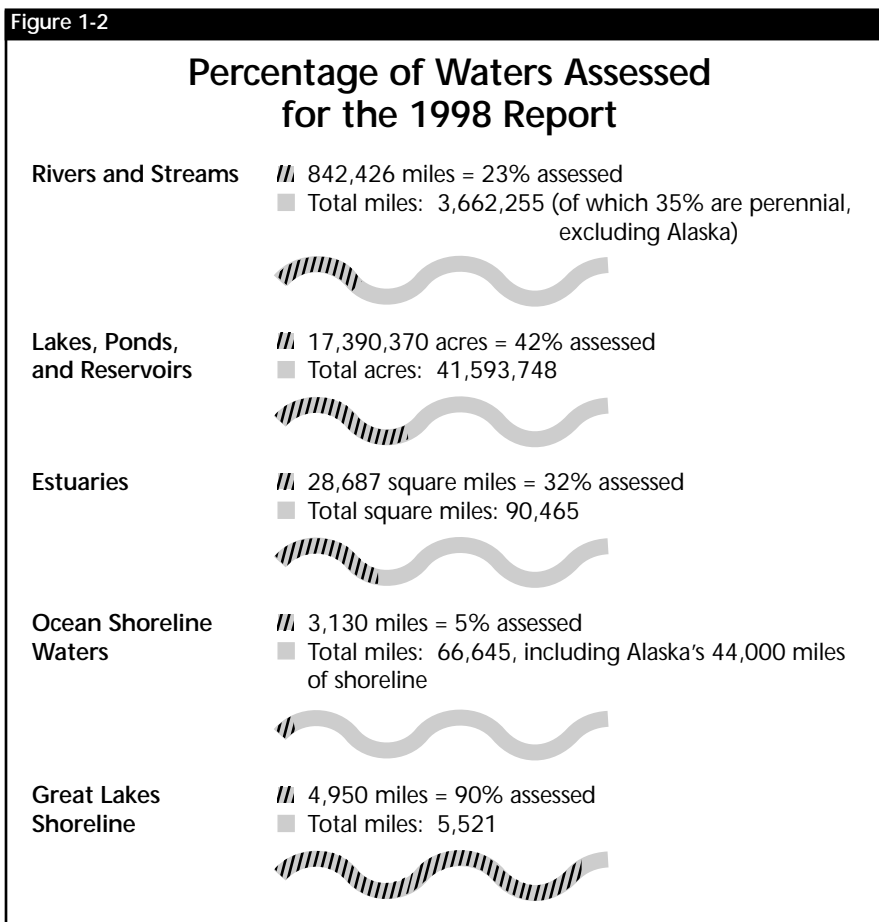 Figure 1-2
Percentage of Waters Assessed
for the 1998 Report
Rivers and Streams
842,426 miles = 23% assessed
Total miles: 3,662,255 (of which 35% are perennial,
excluding Alaska)
Lakes, Ponds,
and Reservoirs
17,390,370 acres = 42% assessed
Total acres: 41,593,748
Estuaries
28,687 square miles = 32% assessed
Total square miles: 90,465
Ocean Shoreline
Waters
3,130 miles = 5% assessed
Total miles: 66,645, including Alaska’s 44,000 miles
of shoreline
Great Lakes
Shoreline
4,950 miles = 90% assessed
Total miles: 5,521